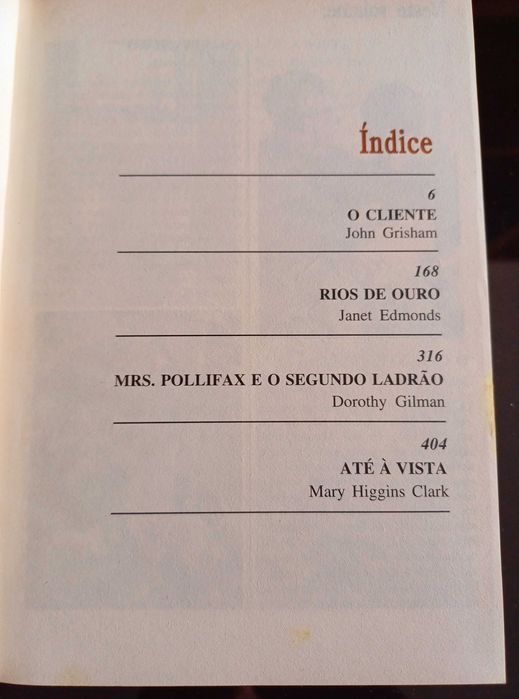 Índice
6
O CLIENTE
John Grisham
168
RIOS DE OURO
Janet Edmonds
316
MRS. POLLIFAX E O SEGUNDO LADRÃO
Dorothy Gilman
404
ATÉ À VISTA
Mary Higgins Clark